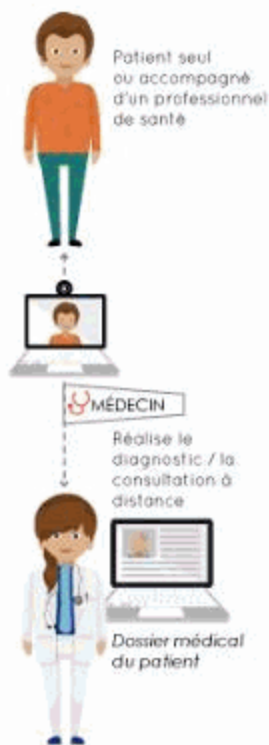 Patient seul
ou accompagné
d'un professionnel
de santé
MÉDECIN
Réalise le
diagnostic / la
consultation à
distance
Dossier médical
du patient